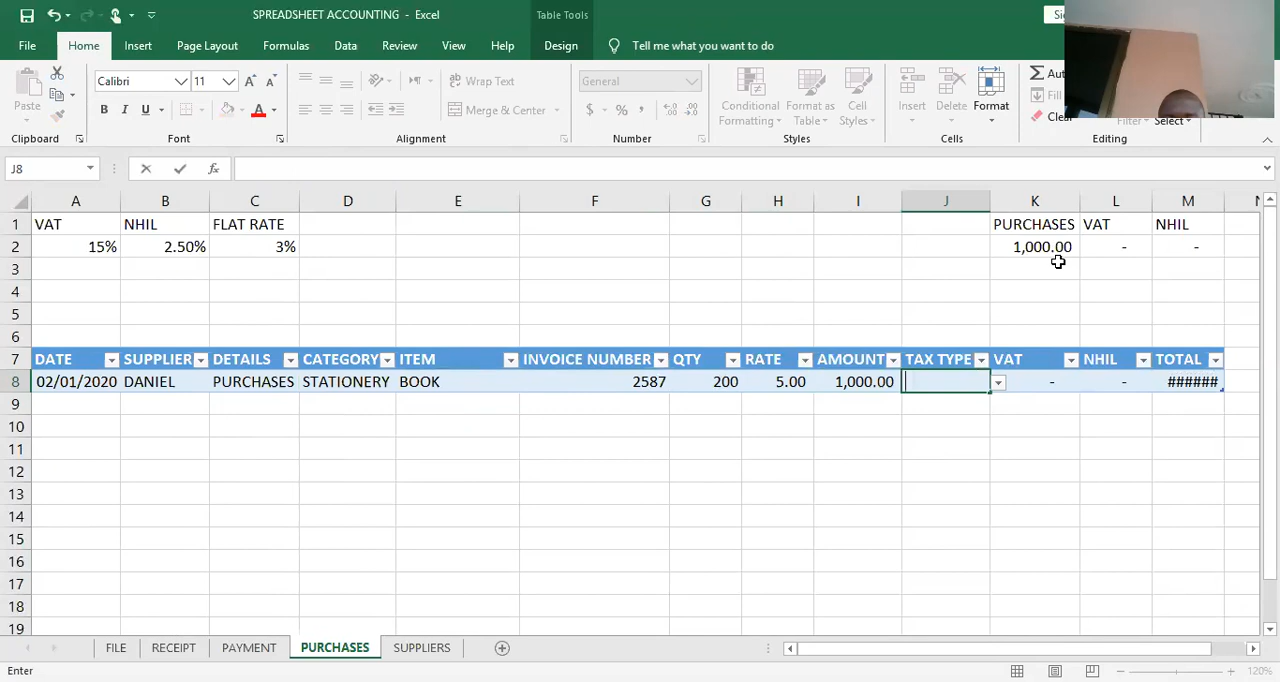 SPREADSHEET ACCOUNTING - Excel Table Tools
File Home Insert Page Layout Formulas Data Review View Help Design Tell me what you want to do
Calibri 11 Wrap Text General
Paste B I U A Merge & Center $ % Conditional Formatting Format as Table Cell Styles Insert Delete Format Fill Select
Clipboard Font Alignment Number Styles Cells Editing
J8 fx
A B C D E F G H I J K L M
1 VAT NHIL FLAT RATE PURCHASES VAT NHIL
2 15% 2.50% 3% 1,000.00 - -
3
4
5
6
7 DATE SUPPLIER DETAILS CATEGORY ITEM INVOICE NUMBER QTY RATE AMOUNT TAX TYPE VAT NHIL TOTAL
8 02/01/2020 DANIEL PURCHASES STATIONERY BOOK 2587 200 5.00 1,000.00 - - ######
9
10
11
12
13
14
15
16
17
18
19
FILE RECEIPT PAYMENT PURCHASES SUPPLIERS
Enter 120%